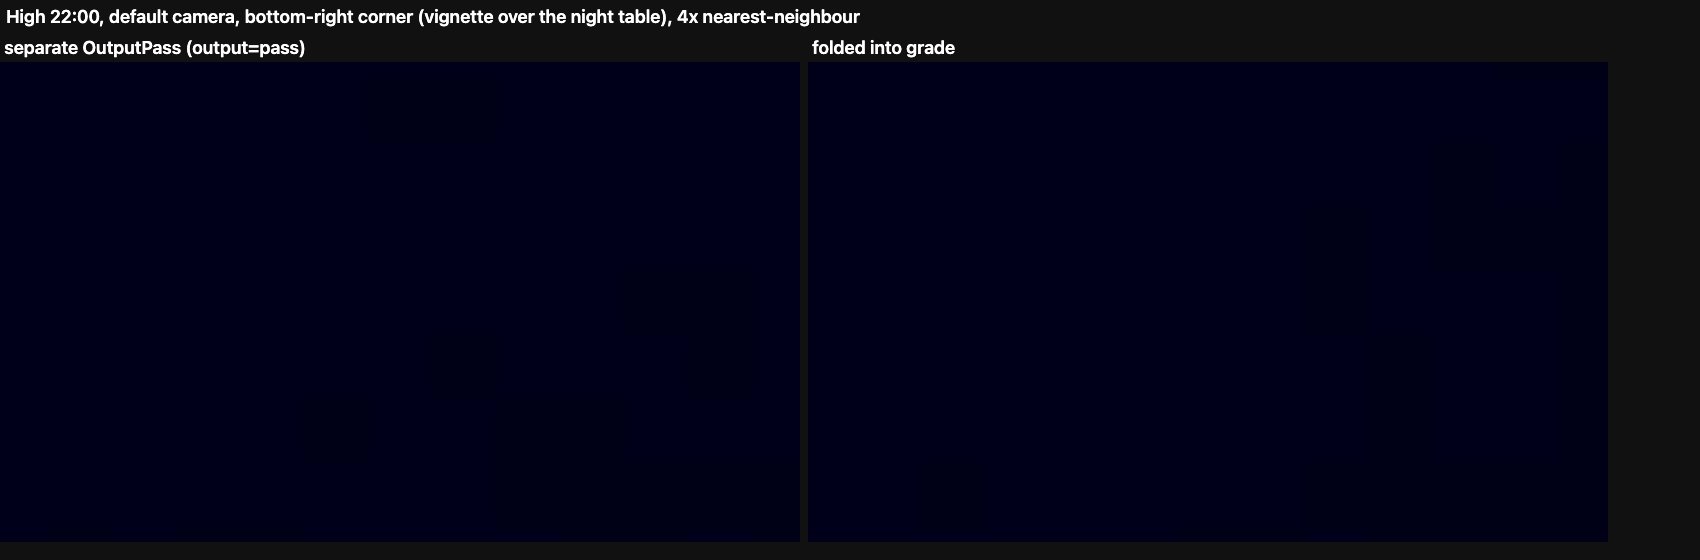 High 22:00, default camera, bottom-right corner (vignette over the night table), 4x nearest-neighbour
separate OutputPass (output=pass)
folded into grade